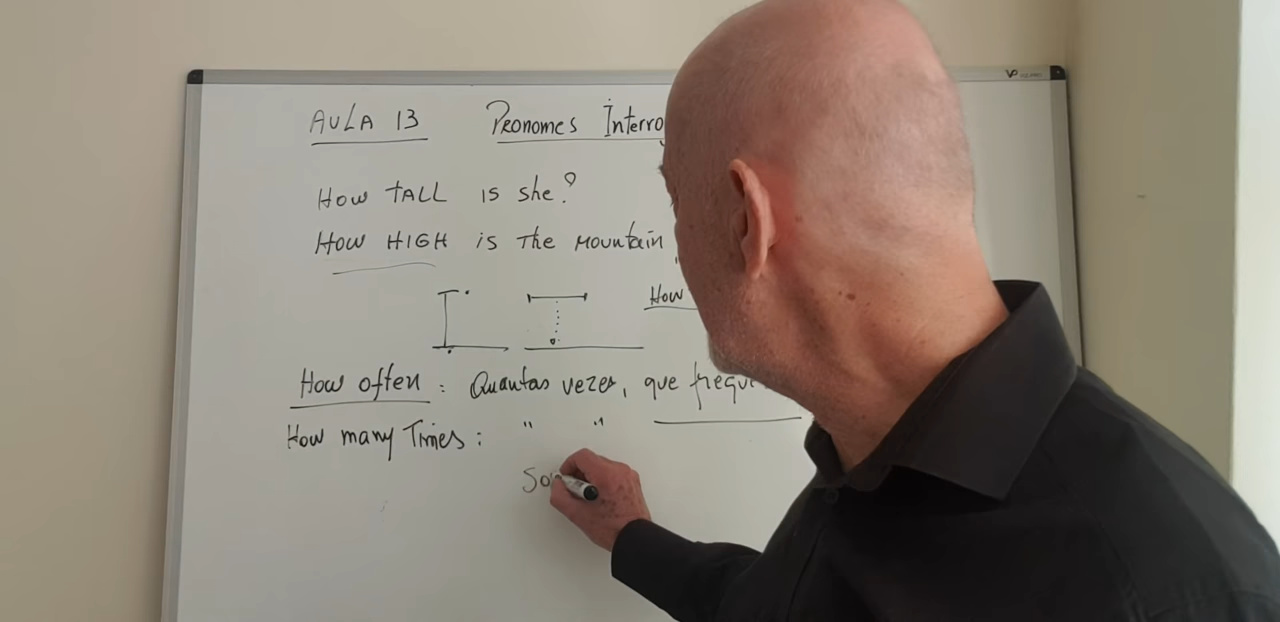 AULA 13 Pronomes Interro
How TALL is she?
How HIGH is The Mountain
How
How often : Quantas vezes, que frequ
How many Times : " "
So